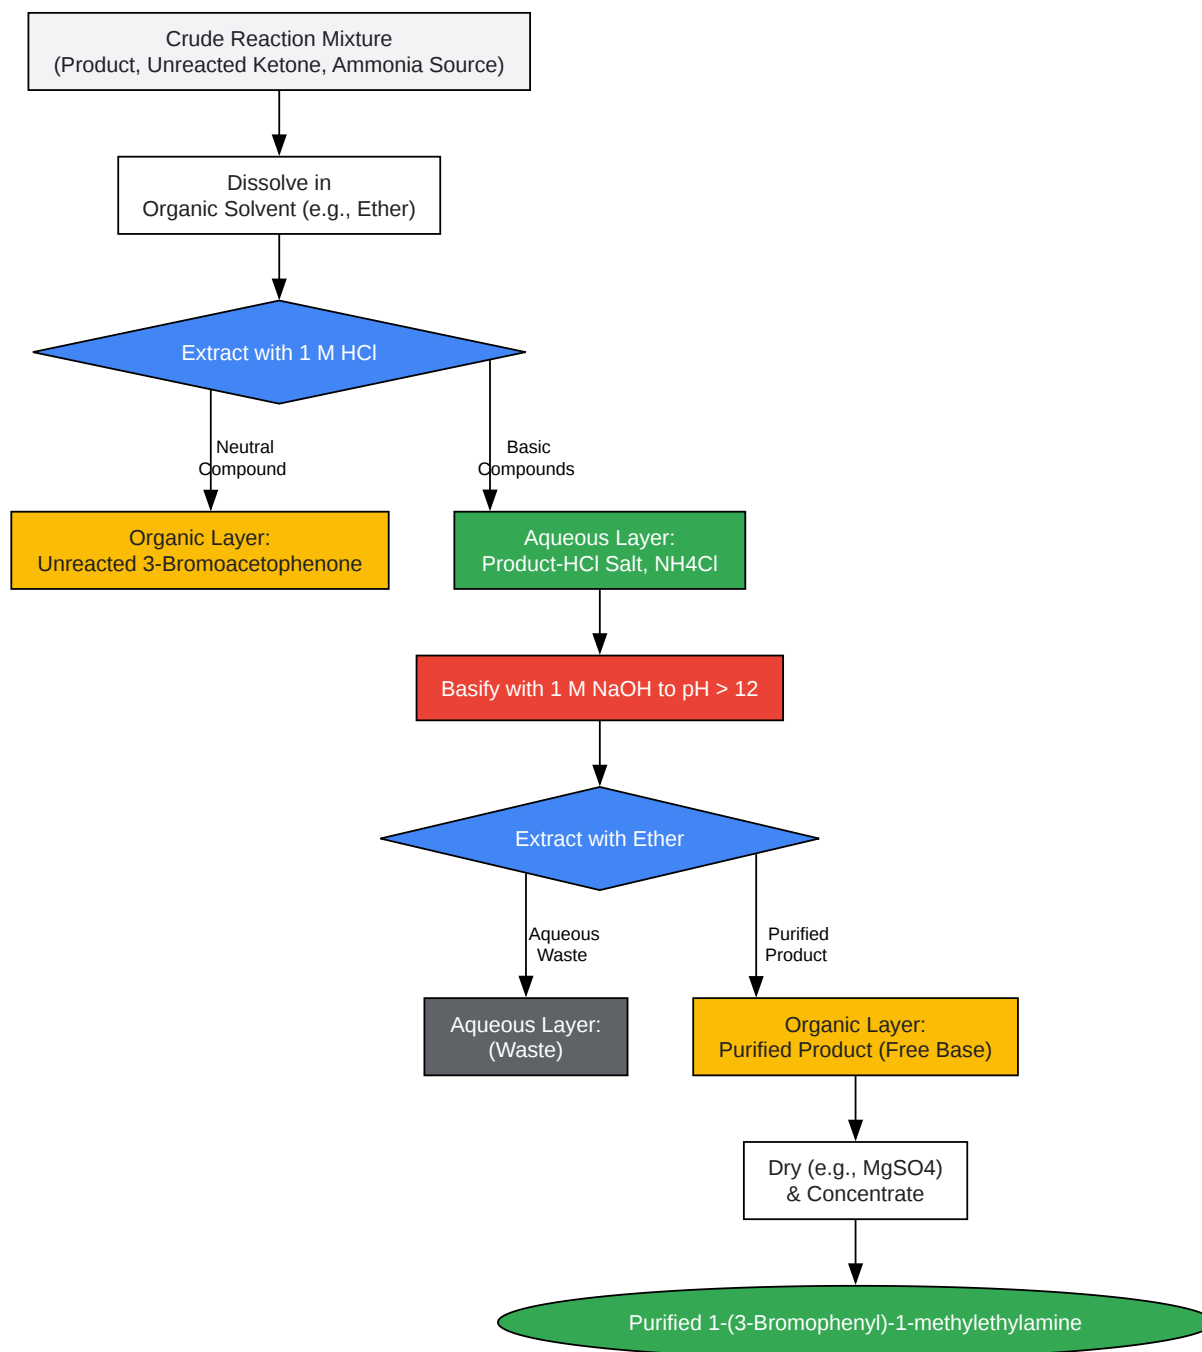 Crude Reaction Mixture
(Product, Unreacted Ketone, Ammonia Source)
Dissolve in
Organic Solvent (e.g., Ether)
Extract with 1 M HCl
Neutral
Compound
Basic
Compounds
Organic Layer:
Unreacted 3-Bromoacetophenone
Aqueous Layer:
Product-HCl Salt, NH4Cl
Basify with 1 M NaOH to pH > 12
Extract with Ether
Aqueous
Waste
Purified
Product
Aqueous Layer:
(Waste)
Organic Layer:
Purified Product (Free Base)
Dry (e.g., MgSO4)
& Concentrate
Purified 1-(3-Bromophenyl)-1-methylethylamine